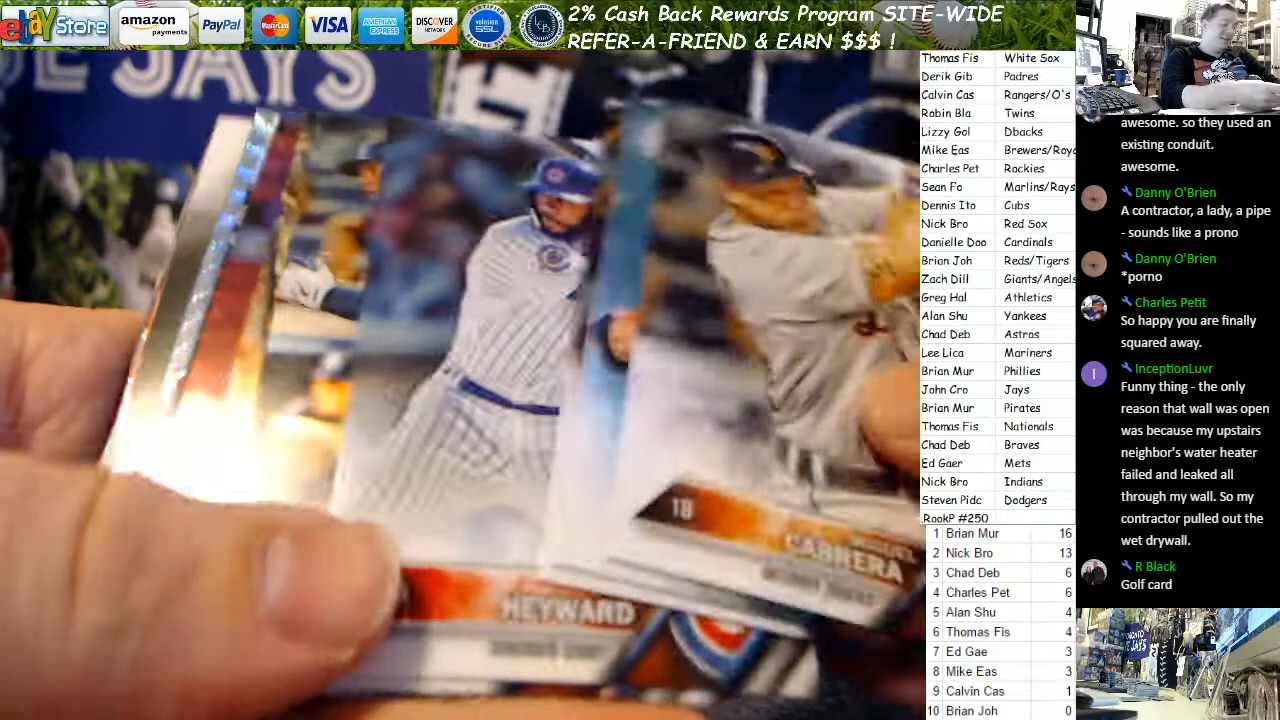 ebay Store
amazon
payments
PayPal
MasterCard
VISA
AMERICAN
EXPRESS
DISCOVER
NETWORK
volusion
SSL
2% Cash Back Rewards Program SITE-WIDE
REFER-A-FRIEND & EARN $$$ !
JAYS
18
CABRERA
HEYWARD
Thomas Fis White Sox
Derik Gib Padres
Calvin Cas Rangers/O's
Robin Bla Twins
Lizzy Gol Dbacks
Mike Eas Brewers/Roya
Charles Pet Rockies
Sean Fo Marlins/Rays
Dennis Ito Cubs
Nick Bro Red Sox
Danielle Doo Cardinals
Brian Joh Reds/Tigers
Zach Dill Giants/Angels
Greg Hal Athletics
Alan Shu Yankees
Chad Deb Astros
Lee Lica Mariners
Brian Mur Phillies
John Cro Jays
Brian Mur Pirates
Thomas Fis Nationals
Chad Deb Braves
Ed Gaer Mets
Nick Bro Indians
Steven Pidc Dodgers
.RookP #250
1 Brian Mur 16
2 Nick Bro 13
3 Chad Deb 6
4 Charles Pet 6
5 Alan Shu 4
6 Thomas Fis 4
7 Ed Gae 3
8 Mike Eas 3
9 Calvin Cas 1
10 Brian Joh 0
awesome. so they used an
existing conduit.
awesome.
Danny O'Brien
A contractor, a lady, a pipe
- sounds like a prono
Danny O'Brien
*porno
Charles Petit
So happy you are finally
squared away.
I
InceptionLuvr
Funny thing - the only
reason that wall was open
was because my upstairs
neighbor's water heater
failed and leaked all
through my wall. So my
contractor pulled out the
wet drywall.
R Black
Golf card